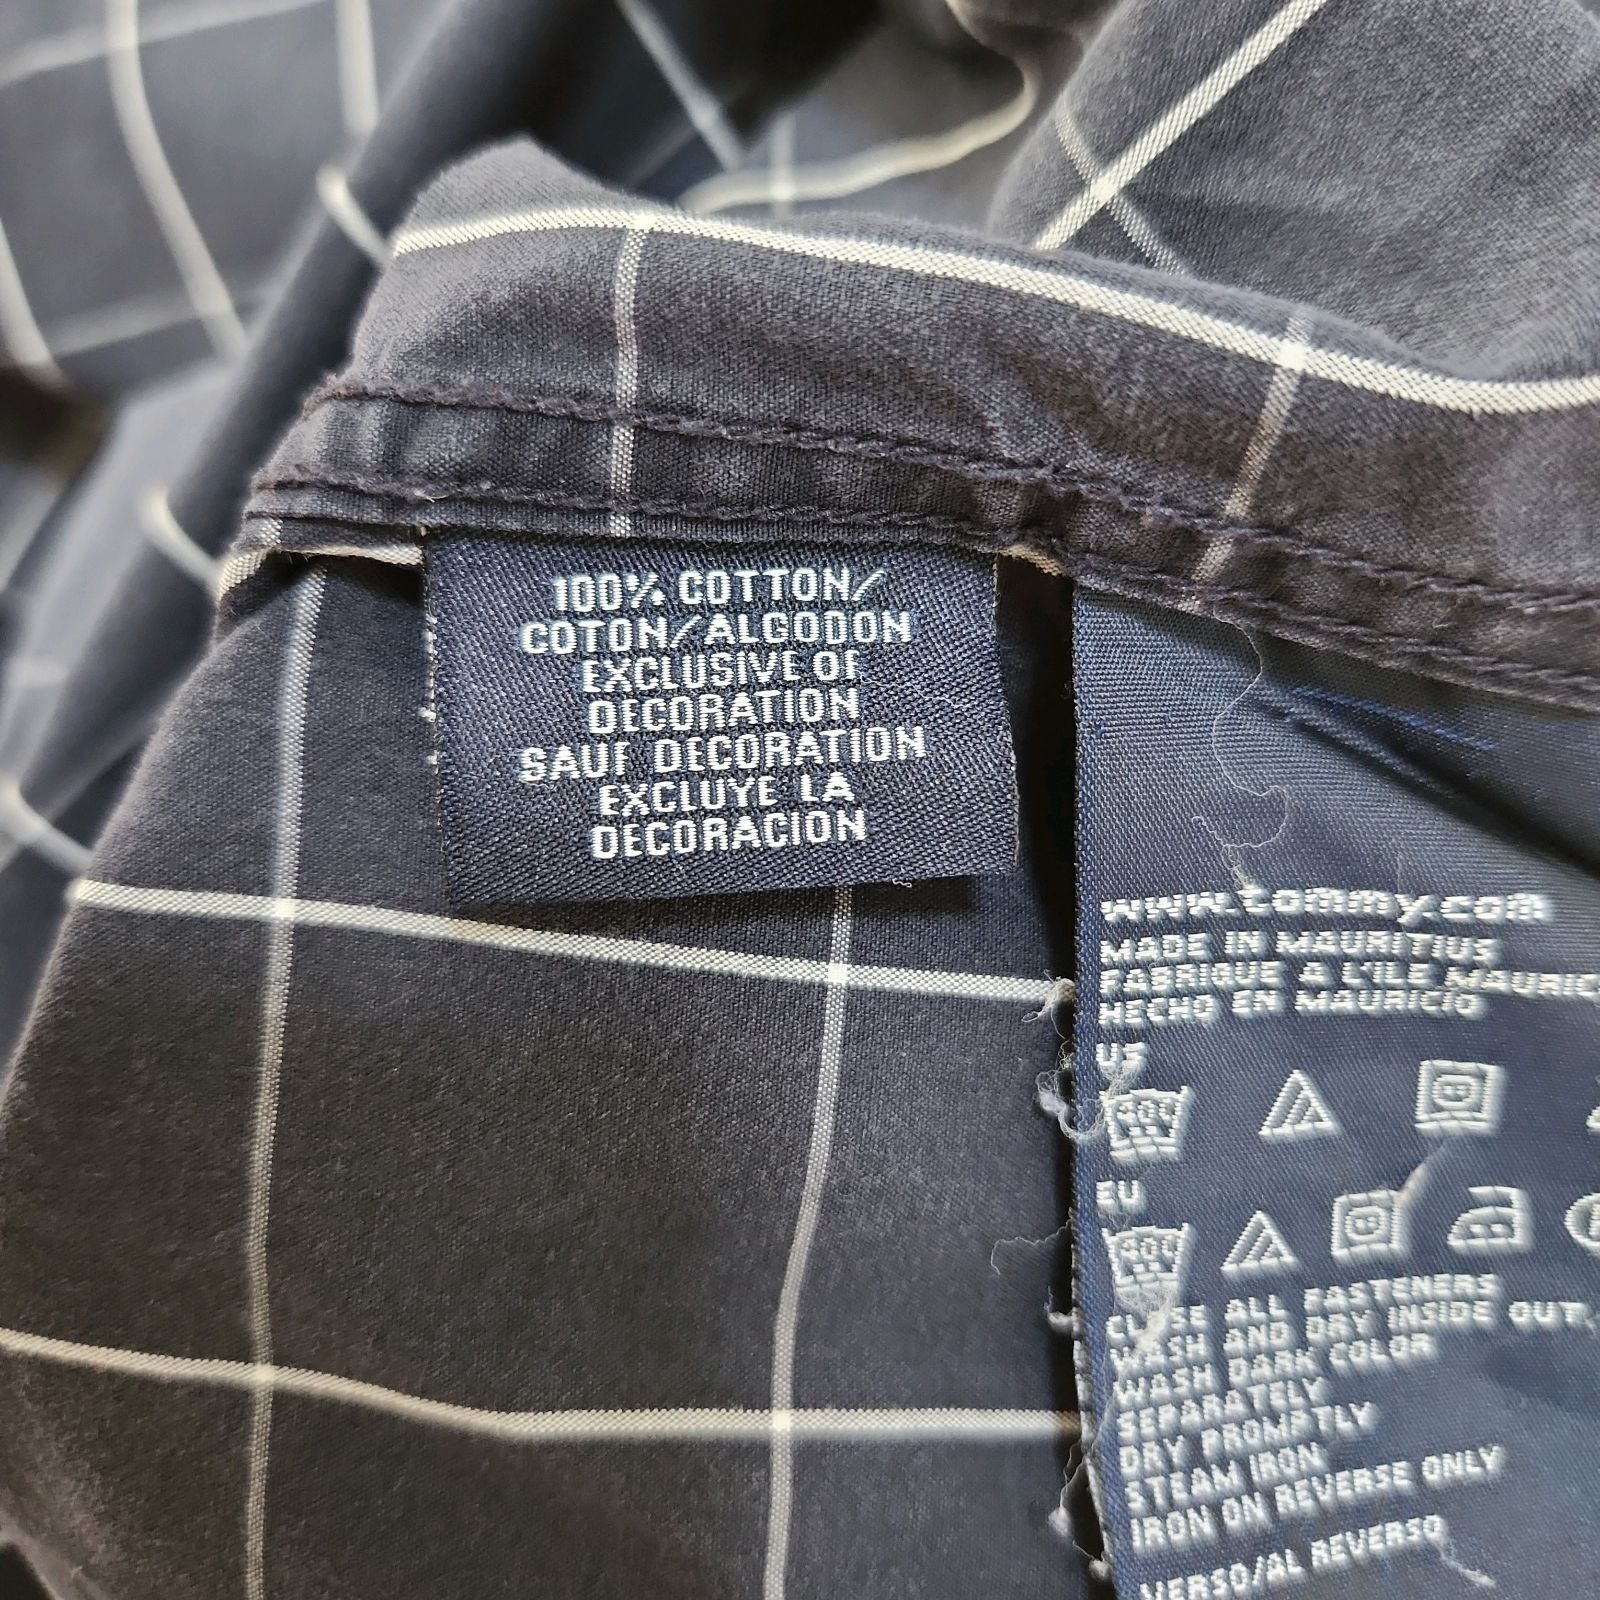 100% COTTON/
COTON/ALGODON
EXCLUSIVE OF
DECORATION
SAUF DECORATION
EXCLUYE LA
DECORACION
www.tommy.com
MADE IN MAURITIUS
FABRIQUE A L'ILE MAURIC
HECHO EN MAURICIO
US
EU
CLOSE ALL FASTENERS
WASH AND DRY INSIDE OUT,
WASH DARK COLOR
SEPARATELY
DRY PROMPTLY
STEAM IRON
IRON ON REVERSE ONLY
VERSO/AL REVERSO